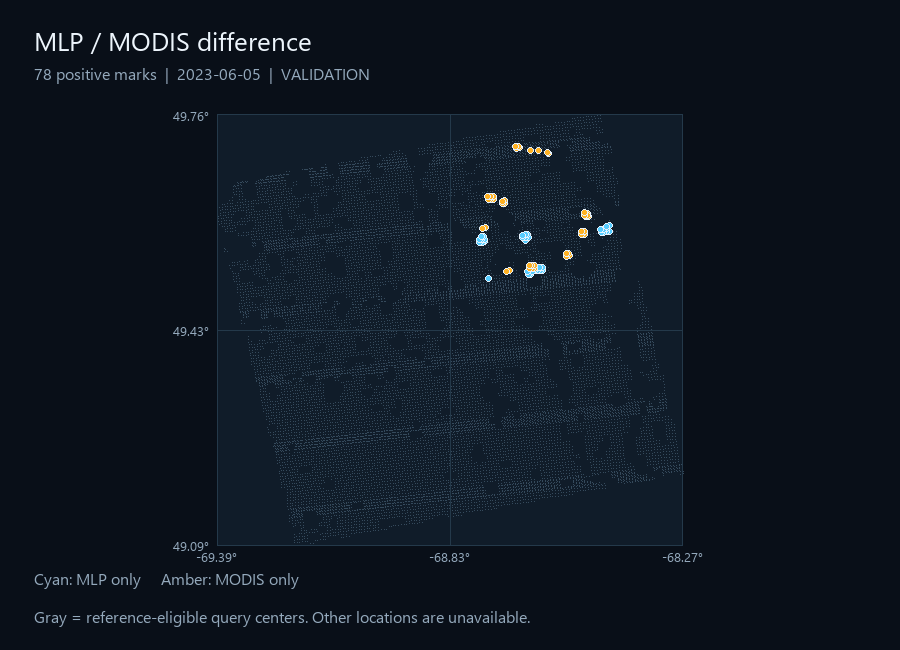 MLP / MODIS difference
78 positive marks | 2023-06-05 | VALIDATION
49.76°
49.43°
49.09°
-69.39° -68.83° -68.27°
Cyan: MLP only Amber: MODIS only
Gray = reference-eligible query centers. Other locations are unavailable.